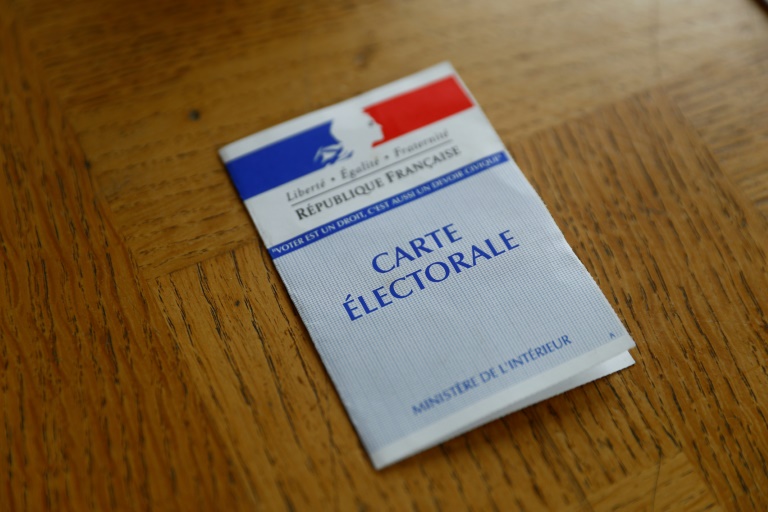 Liberté • Égalité • Fraternité
RÉPUBLIQUE FRANÇAISE
"VOTER EST UN DROIT, C'EST AUSSI UN DEVOIR CIVIQUE"
CARTE
ÉLECTORALE
MINISTÈRE DE L'INTÉRIEUR
A